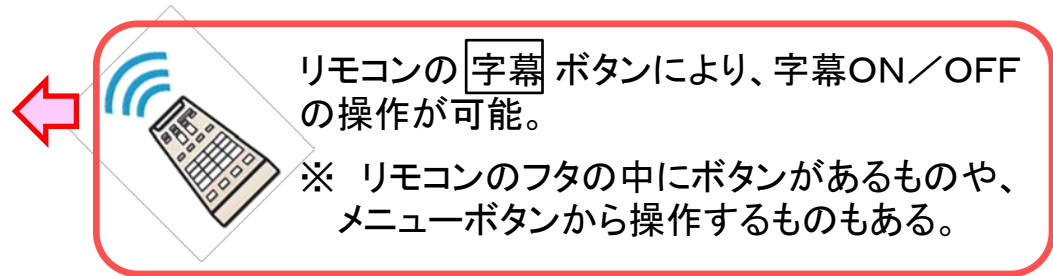 リモコンの 字幕 ボタンにより、字幕ON／OFF
の操作が可能。
※　リモコンのフタの中にボタンがあるものや、
メニューボタンから操作するものもある。